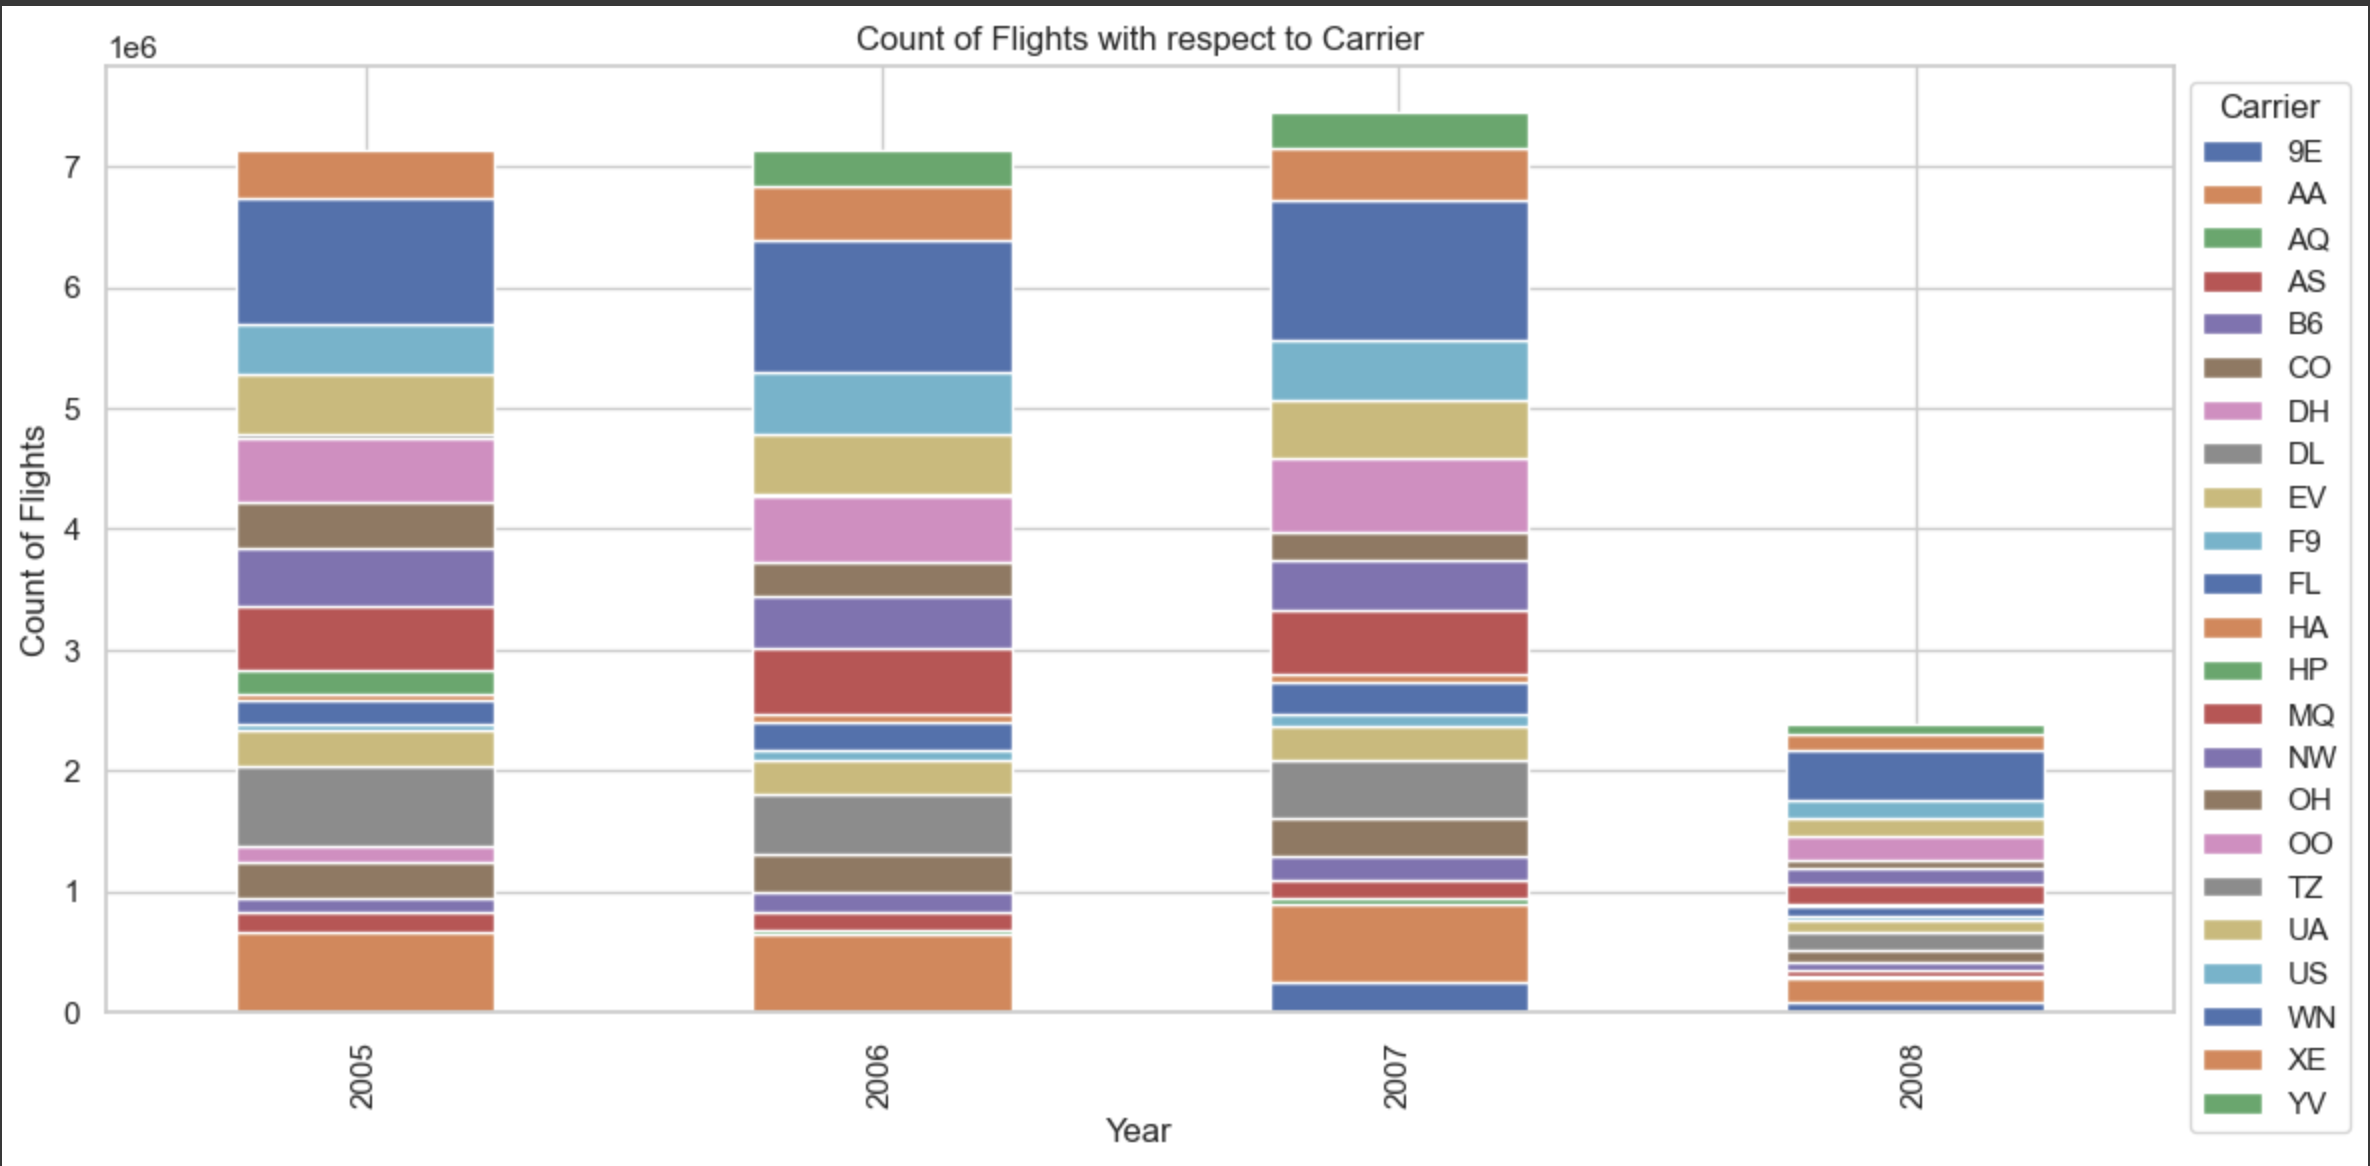 Count of Flights with respect to Carrier
1e6
7
6
5
4
3
2
1
0
Count of Flights
2005
2006
2007
2008
Year
Carrier
9E
AA
AQ
AS
B6
CO
DH
DL
EV
F9
FL
HA
HP
MQ
NW
OH
OO
TZ
UA
US
WN
XE
YV